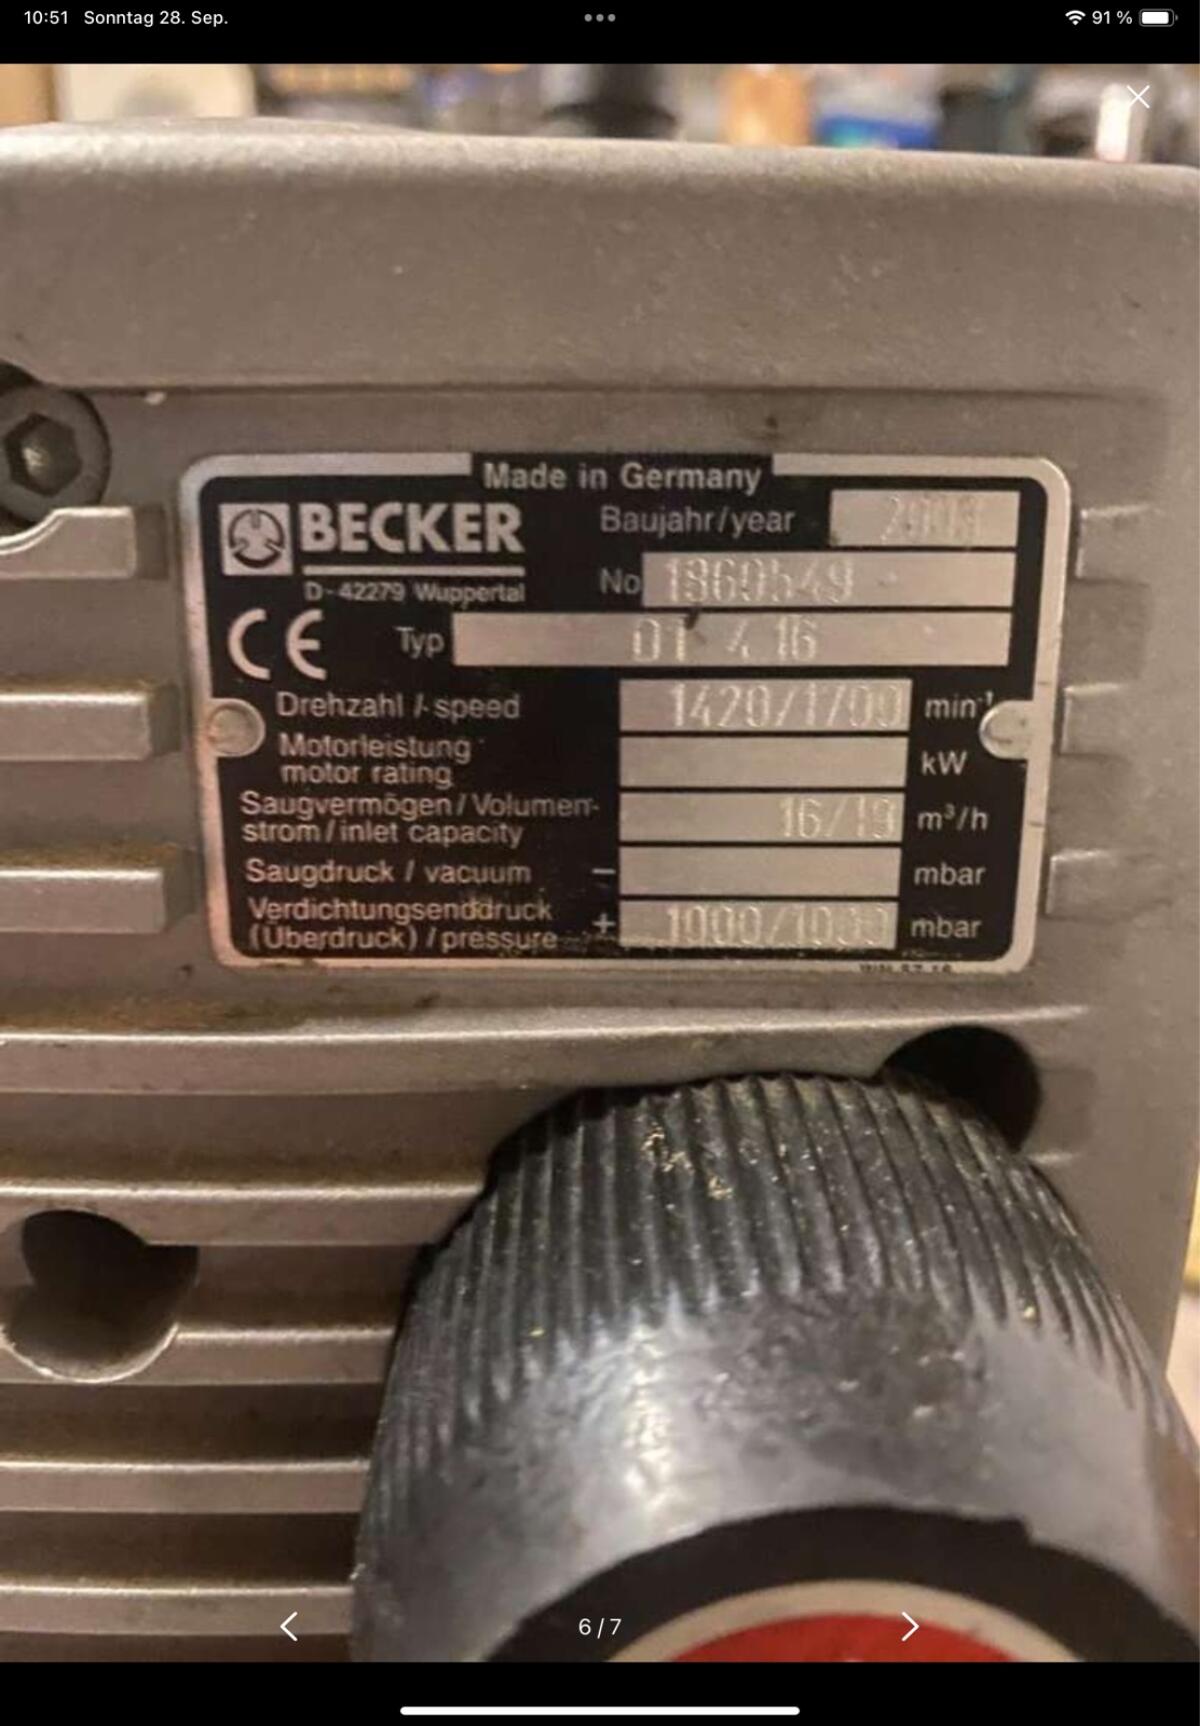 10:51 Sonntag 28. Sep.
91 %
Made in Germany
BECKER
Baujahr/year
D-42279 Wuppertal
No 1860549
CE Typ 4.16
Drehzahl / speed 1420/1700 min-¹
Motorleistung
motor rating kW
Saugvermögen/Volumen-
strom/inlet capacity 16/19 m³/h
Saugdruck / vacuum - mbar
Verdichtungsenddruck
(Überdruck) / pressure + 1000/1000 mbar
6/7